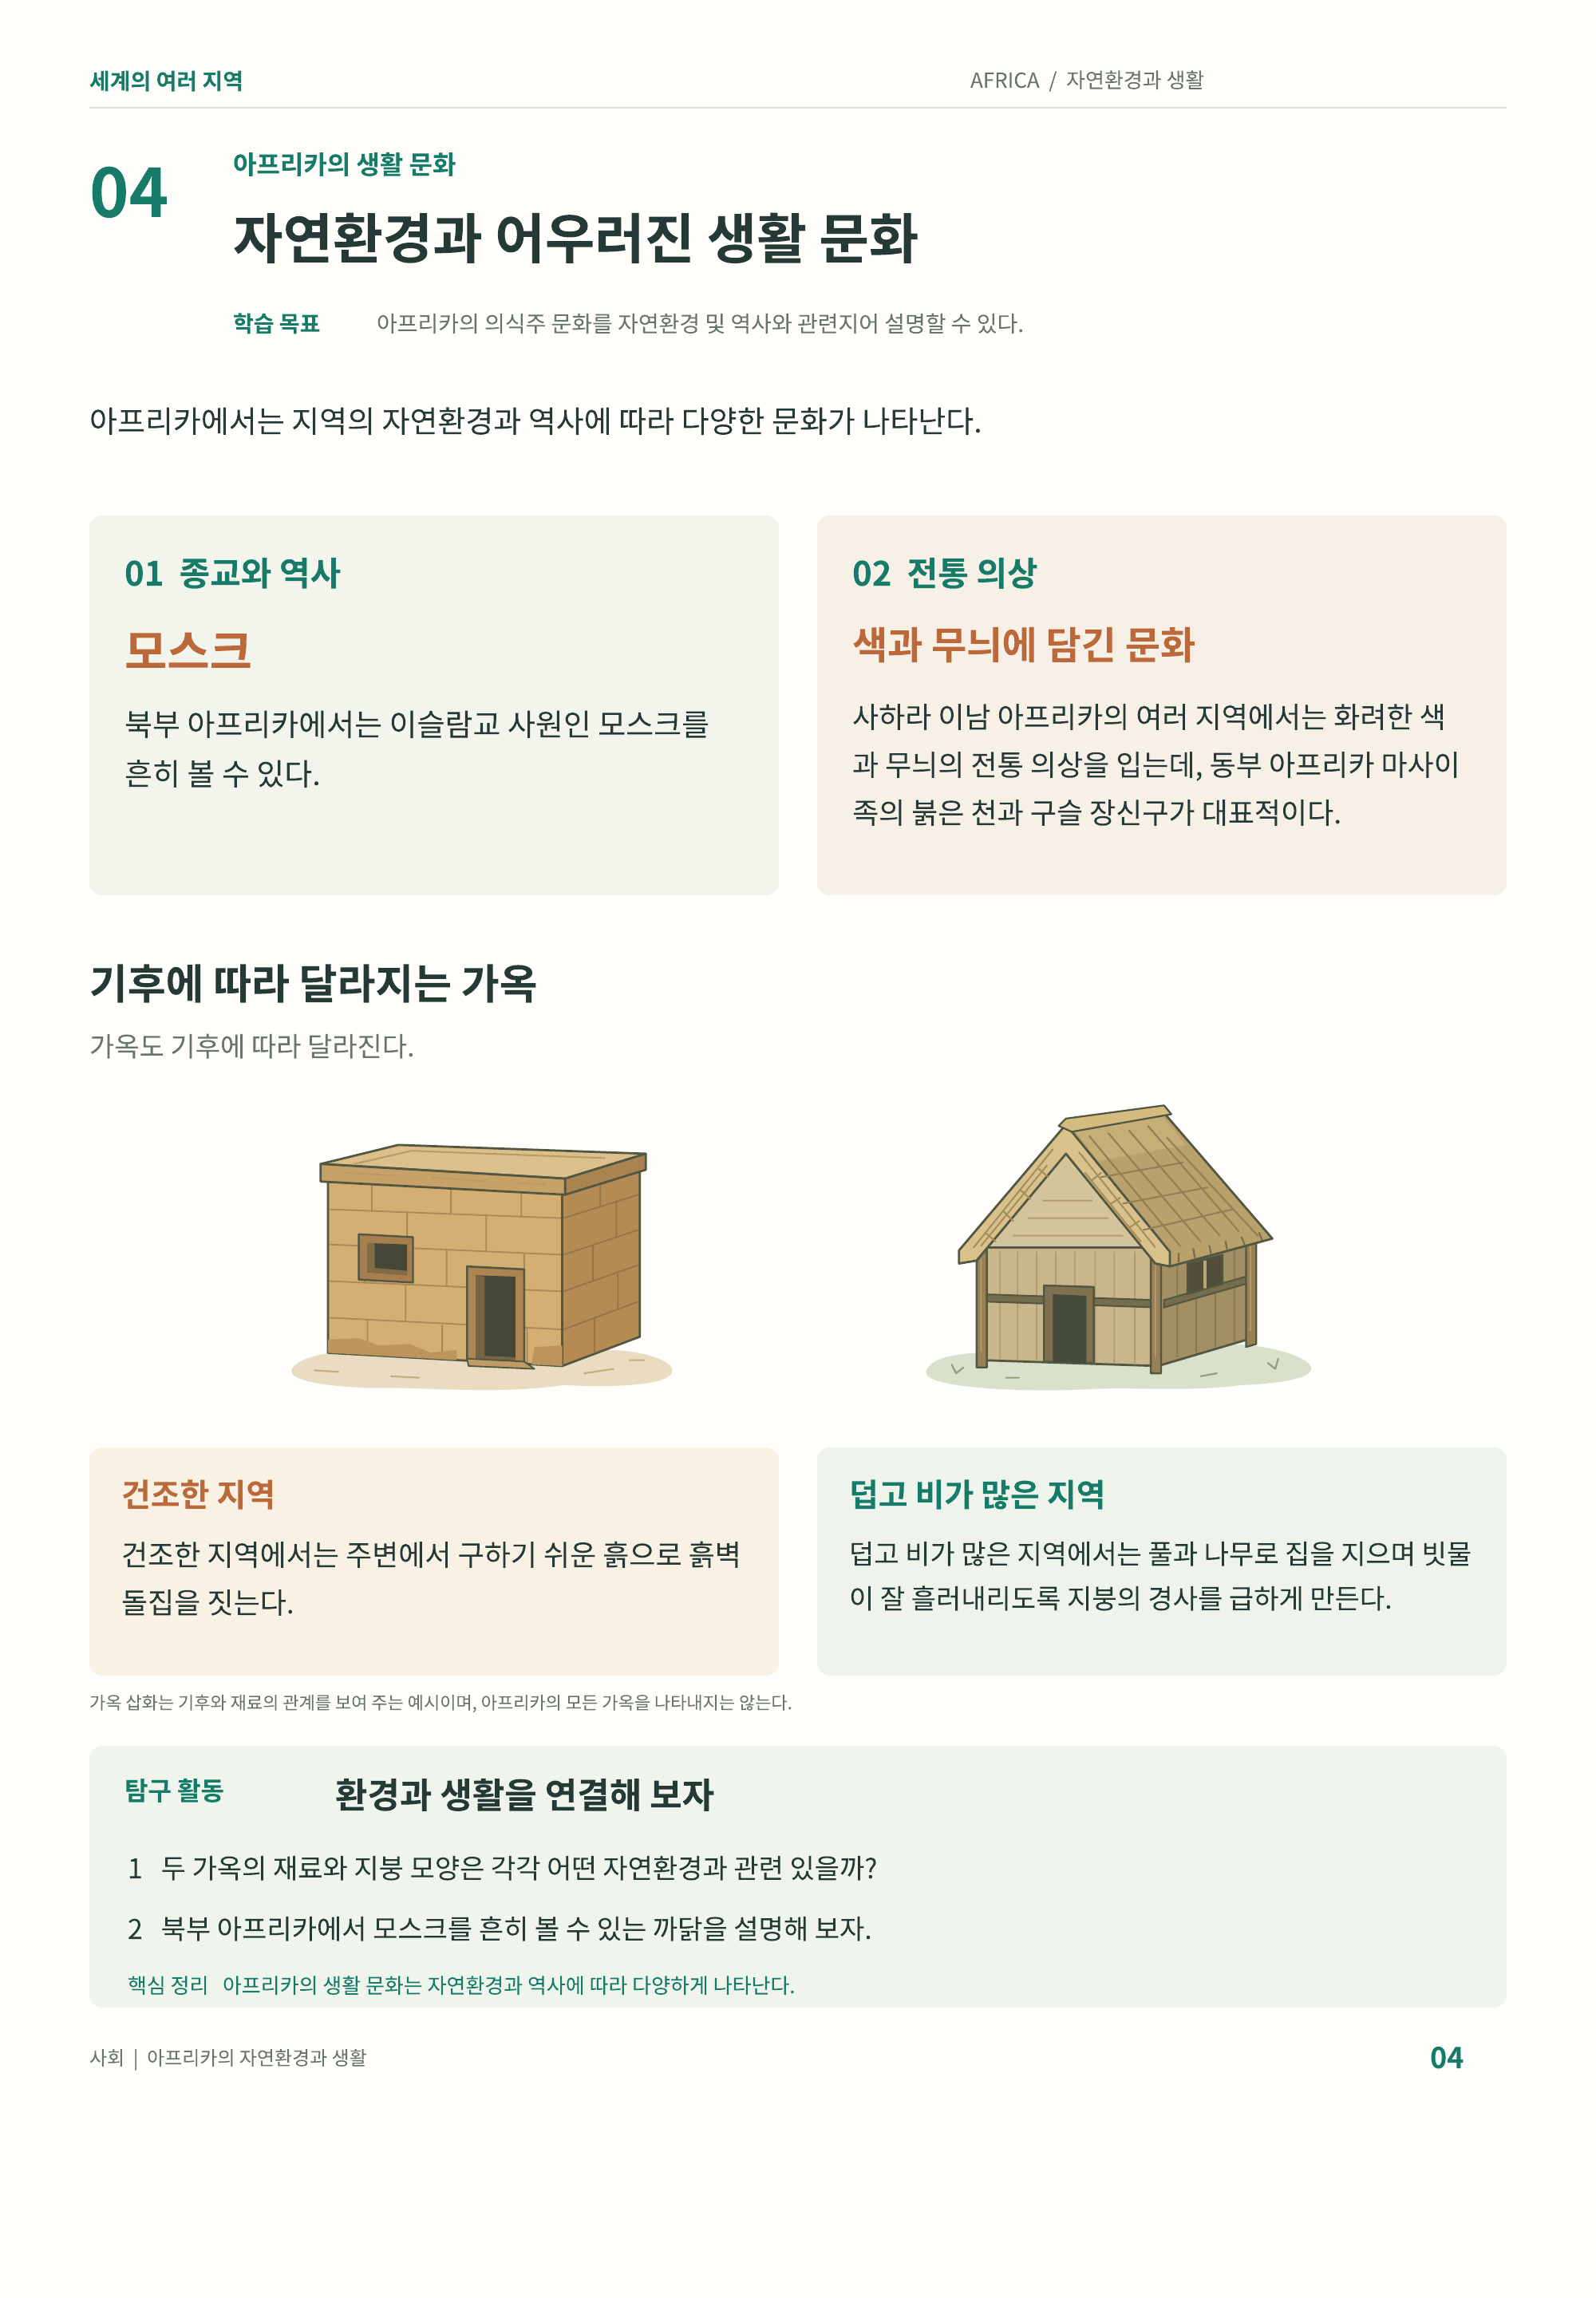 세계의 여러 지역
AFRICA / 자연환경과 생활
04
아프리카의 생활 문화
자연환경과 어우러진 생활 문화
학습 목표 아프리카의 의식주 문화를 자연환경 및 역사와 관련지어 설명할 수 있다.
아프리카에서는 지역의 자연환경과 역사에 따라 다양한 문화가 나타난다.
01 종교와 역사
모스크
북부 아프리카에서는 이슬람교 사원인 모스크를
흔히 볼 수 있다.
02 전통 의상
색과 무늬에 담긴 문화
사하라 이남 아프리카의 여러 지역에서는 화려한 색
과 무늬의 전통 의상을 입는데, 동부 아프리카 마사이
족의 붉은 천과 구슬 장신구가 대표적이다.
기후에 따라 달라지는 가옥
가옥도 기후에 따라 달라진다.
건조한 지역
건조한 지역에서는 주변에서 구하기 쉬운 흙으로 흙벽
돌집을 짓는다.
덥고 비가 많은 지역
덥고 비가 많은 지역에서는 풀과 나무로 집을 지으며 빗물
이 잘 흘러내리도록 지붕의 경사를 급하게 만든다.
가옥 삽화는 기후와 재료의 관계를 보여 주는 예시이며, 아프리카의 모든 가옥을 나타내지는 않는다.
탐구 활동 환경과 생활을 연결해 보자
1 두 가옥의 재료와 지붕 모양은 각각 어떤 자연환경과 관련 있을까?
2 북부 아프리카에서 모스크를 흔히 볼 수 있는 까닭을 설명해 보자.
핵심 정리 아프리카의 생활 문화는 자연환경과 역사에 따라 다양하게 나타난다.
사회 | 아프리카의 자연환경과 생활
04